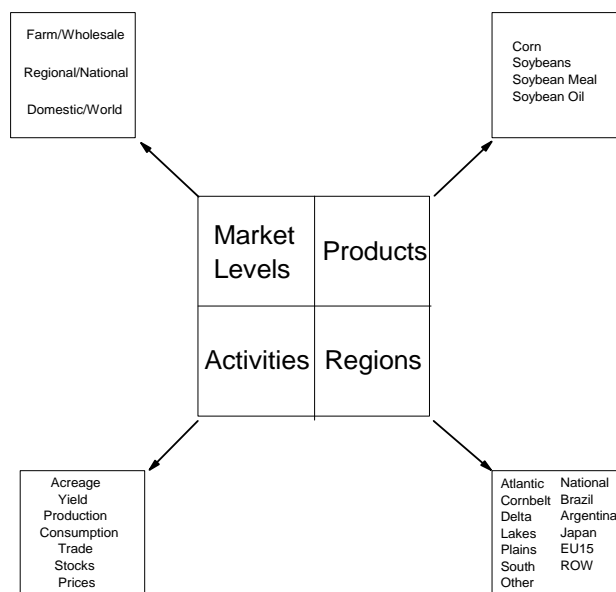 Farm/Wholesale
Regional/National
Domestic/World
Corn
Soybeans
Soybean Meal
Soybean Oil
Market
Levels
Products
Activities
Regions
Acreage
Yield
Production
Consumption
Trade
Stocks
Prices
Atlantic National
Cornbelt Brazil
Delta Argentina
Lakes Japan
Plains EU15
South ROW
Other